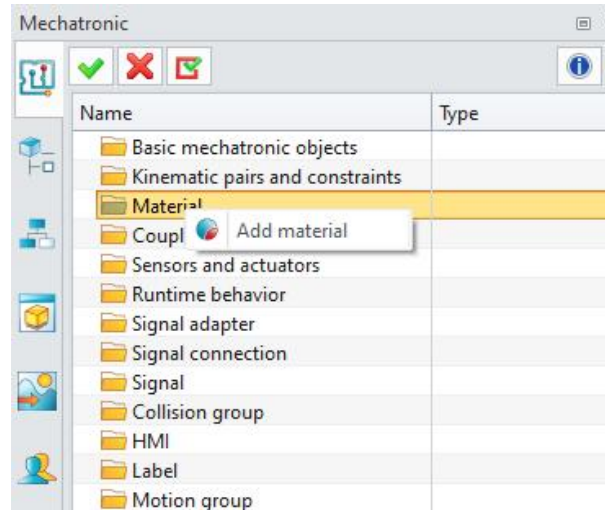 Mechatronic
Name Type
Basic mechatronic objects
Kinematic pairs and constraints
Material
Add material
Coupl
Sensors and actuators
Runtime behavior
Signal adapter
Signal connection
Signal
Collision group
HMI
Label
Motion group